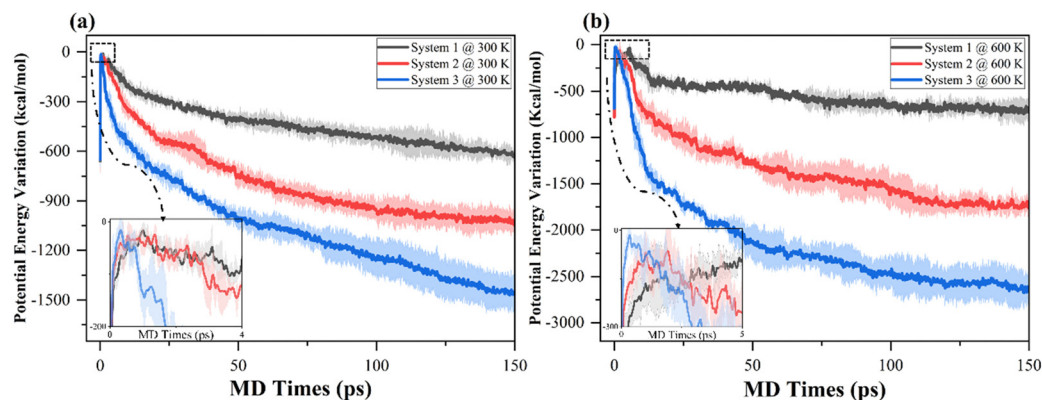 (a)
Potential Energy Variation (kcal/mol)
0
-300
-600
-900
-1200
-1500
System 1 @ 300 K
System 2 @ 300 K
System 3 @ 300 K
0
-200
0
4
MD Times (ps)
0
50
100
150
MD Times (ps)
(b)
Potential Energy Variation (Kcal/mol)
0
-500
-1000
-1500
-2000
-2500
-3000
System 1 @ 600 K
System 2 @ 600 K
System 3 @ 600 K
0
-300
0
5
MD Times (ps)
0
50
100
150
MD Times (ps)